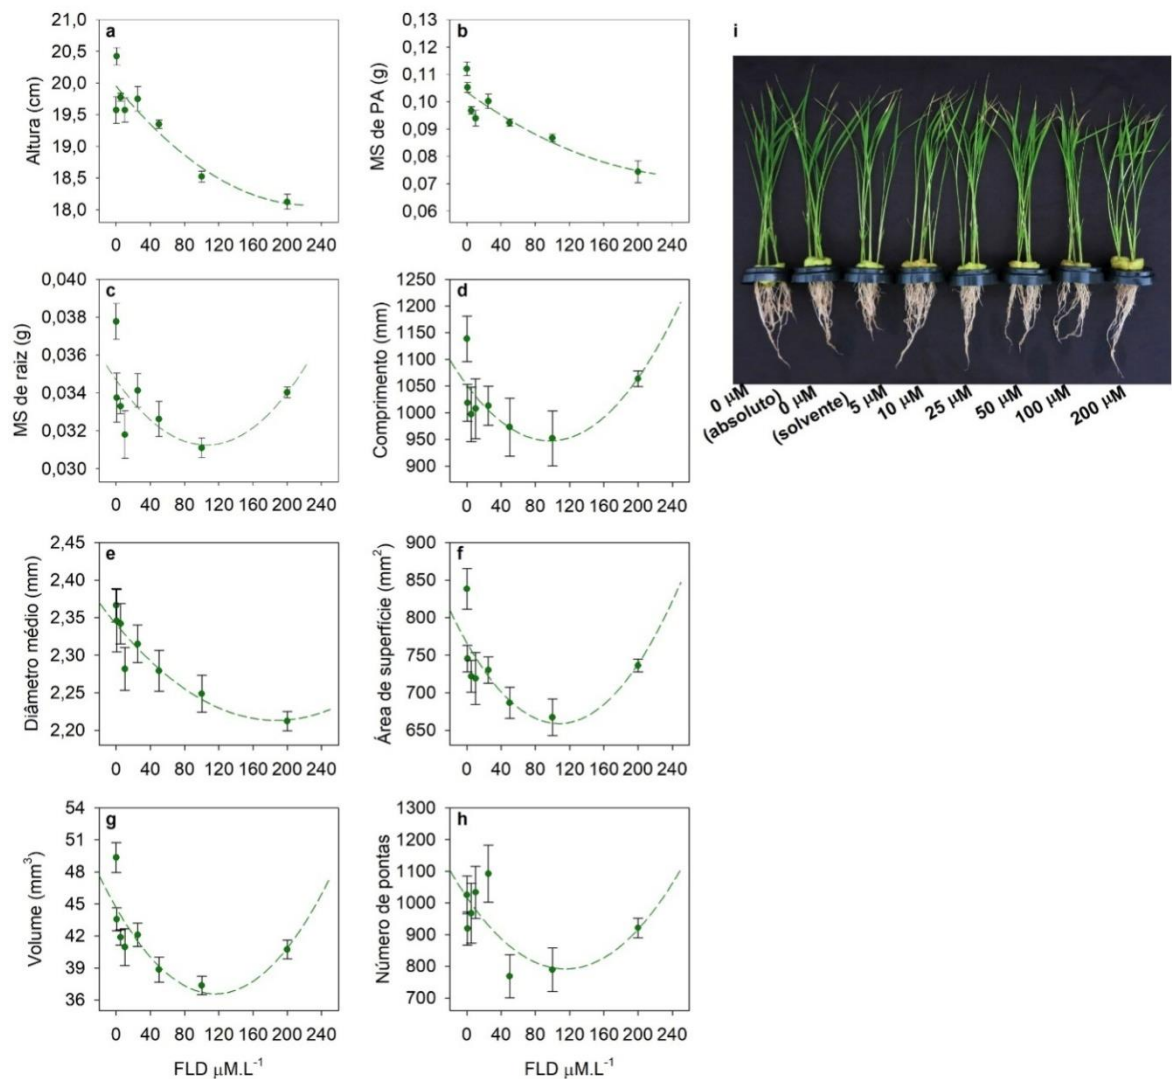 a
Altura (cm)
21,0
20,5
20,0
19,5
19,0
18,5
18,0
0 40 80 120 160 200 240
b
MS de PA (g)
0,13
0,12
0,11
0,10
0,09
0,08
0,07
0,06
0 40 80 120 160 200 240
c
MS de raiz (g)
0,040
0,038
0,036
0,034
0,032
0,030
0 40 80 120 160 200 240
d
Comprimento (mm)
1250
1200
1150
1100
1050
1000
950
900
0 40 80 120 160 200 240
e
Diâmetro médio (mm)
2,45
2,40
2,35
2,30
2,25
2,20
0 40 80 120 160 200 240
f
Área de superfície (mm²)
900
850
800
750
700
650
0 40 80 120 160 200 240
g
Volume (mm³)
54
51
48
45
42
39
36
0 40 80 120 160 200 240
FLD µM.L⁻¹
h
Número de pontas
1300
1200
1100
1000
900
800
700
0 40 80 120 160 200 240
FLD µM.L⁻¹
i
0 µM
(absoluto)
0 µM
(solvente)
5 µM
10 µM
25 µM
50 µM
100 µM
200 µM